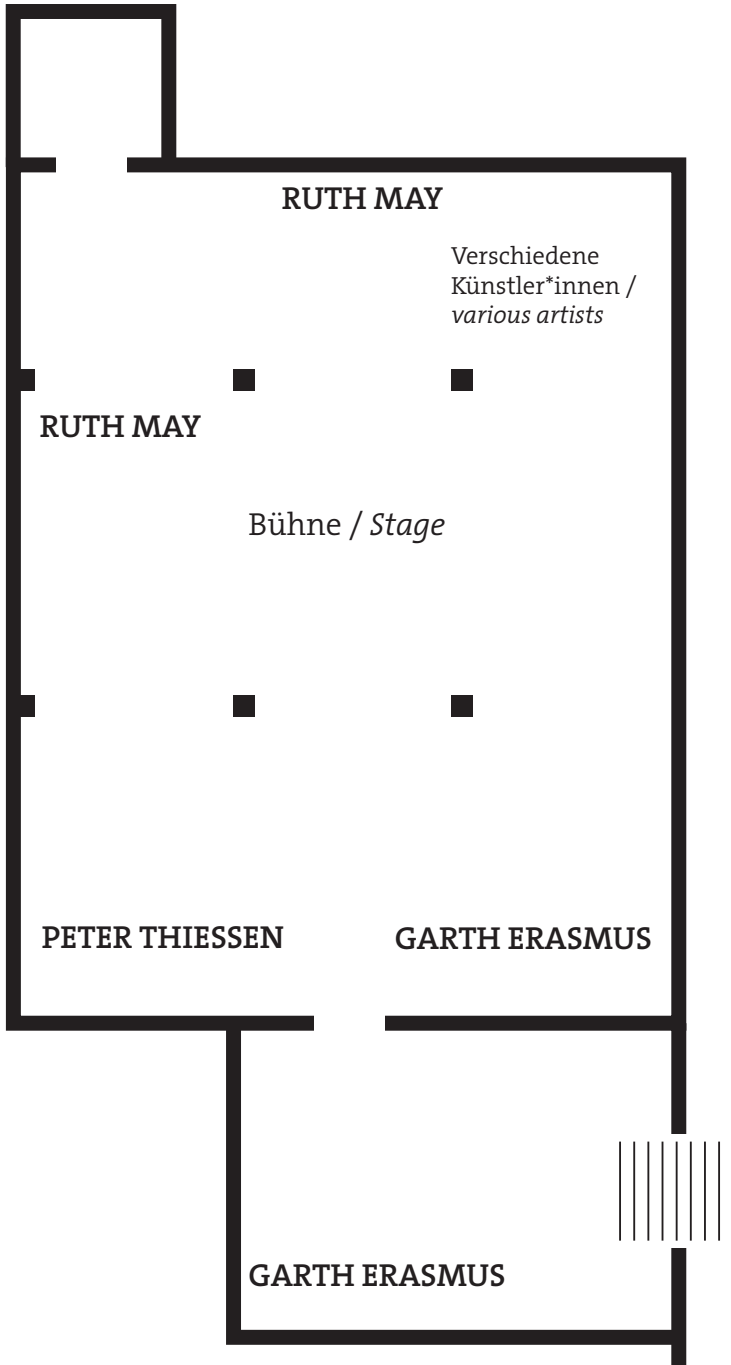 RUTH MAY
Verschiedene
Künstler*innen /
various artists
RUTH MAY
Bühne / Stage
PETER THIESSEN
GARTH ERASMUS
GARTH ERASMUS